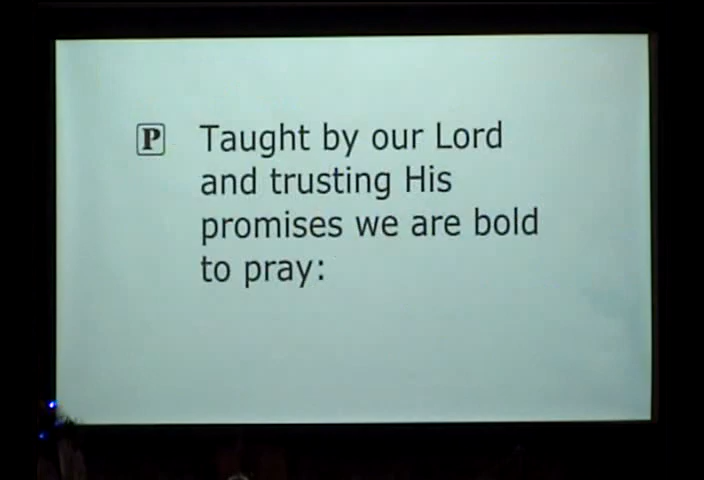 P Taught by our Lord
and trusting His
promises we are bold
to pray: